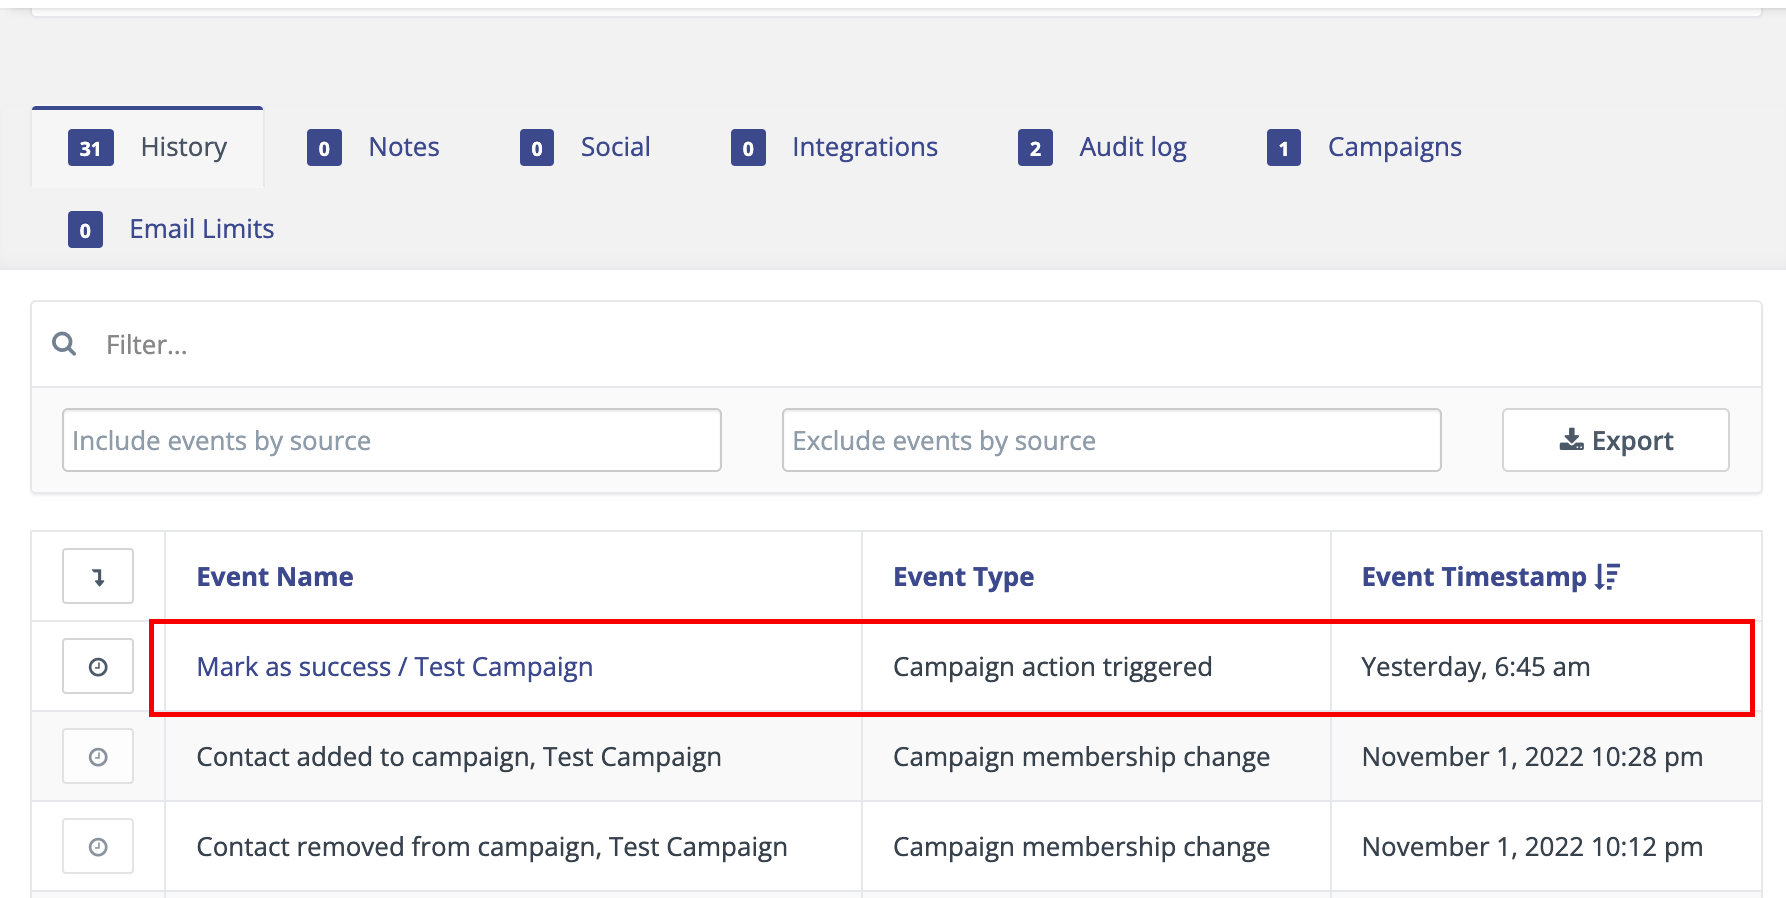 31 History 0 Notes 0 Social 0 Integrations 2 Audit log 1 Campaigns
0 Email Limits
Filter...
Include events by source Exclude events by source Export
Event Name Event Type Event Timestamp
Mark as success / Test Campaign Campaign action triggered Yesterday, 6:45 am
Contact added to campaign, Test Campaign Campaign membership change November 1, 2022 10:28 pm
Contact removed from campaign, Test Campaign Campaign membership change November 1, 2022 10:12 pm